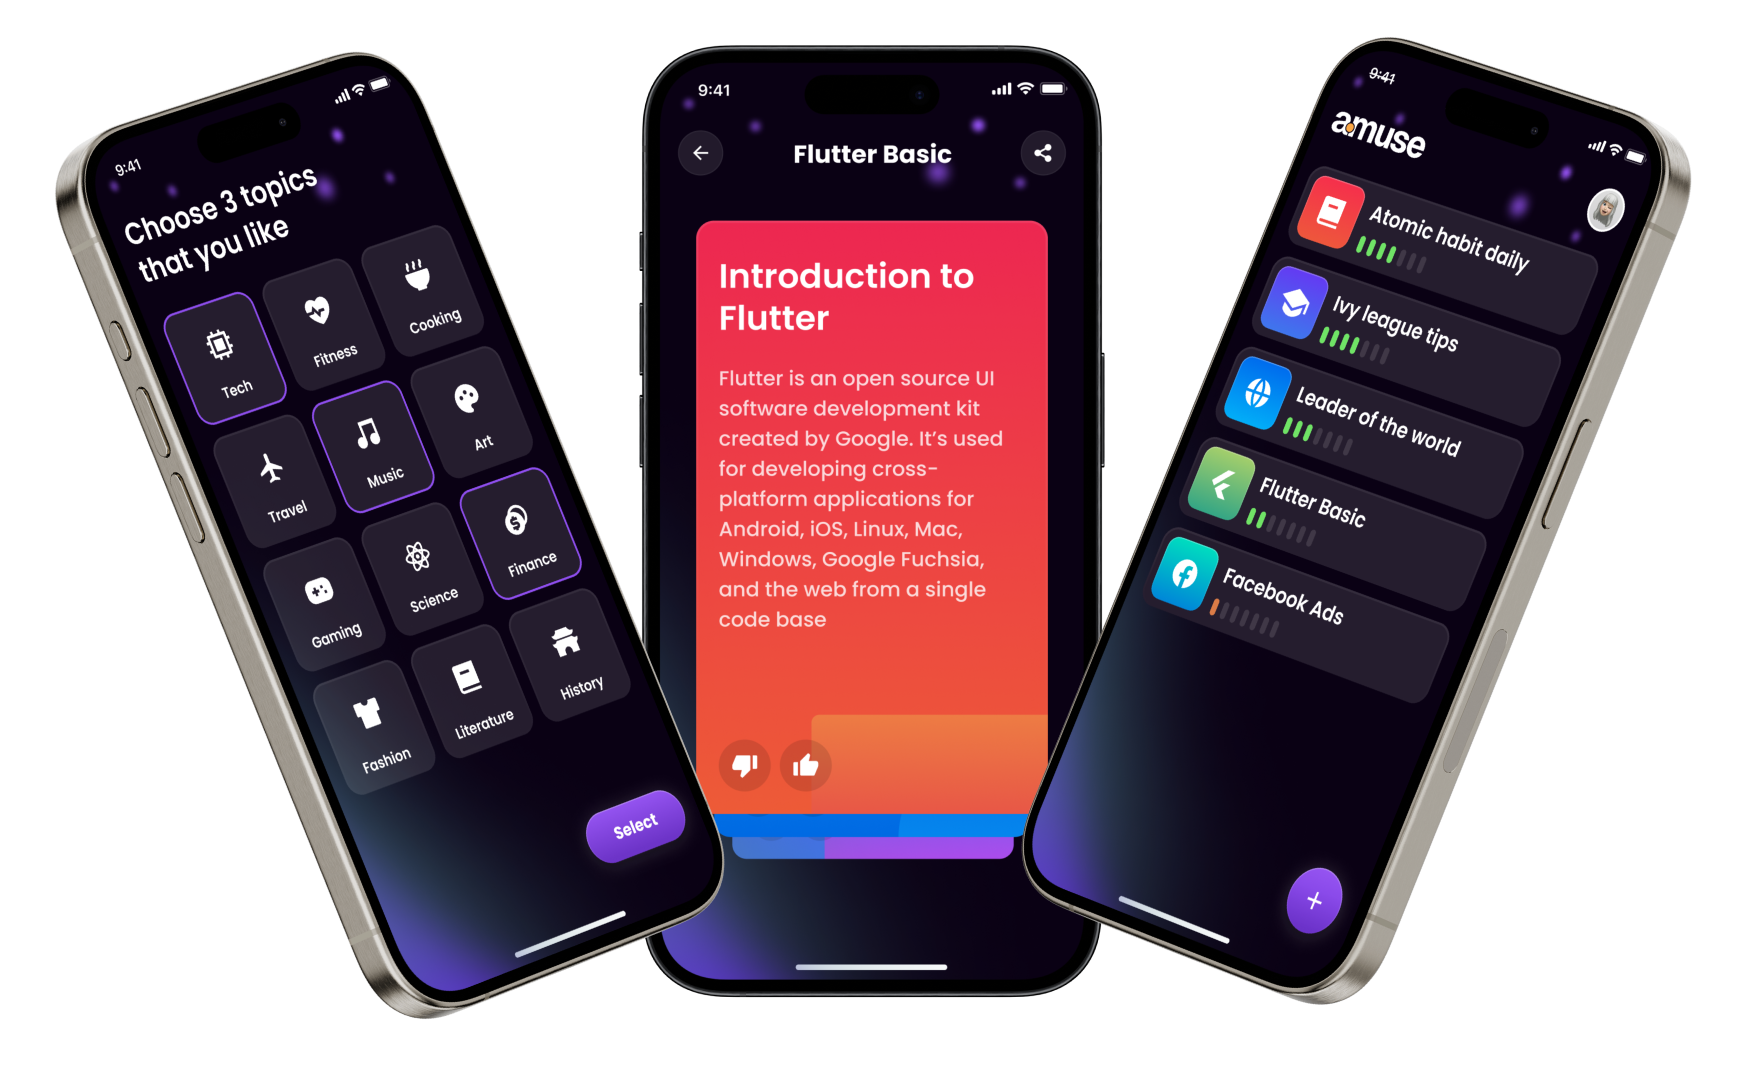 9:41
Choose 3 topics
that you like
Tech
Fitness
Cooking
Travel
Music
Art
Gaming
Science
Finance
Fashion
Literature
History
Select
9:41
Flutter Basic
Introduction to
Flutter
Flutter is an open source UI
software development kit
created by Google. It’s used
for developing cross-
platform applications for
Android, iOS, Linux, Mac,
Windows, Google Fuchsia,
and the web from a single
code base
9:41
amuse
Atomic habit daily
Ivy league tips
Leader of the world
Flutter Basic
Facebook Ads